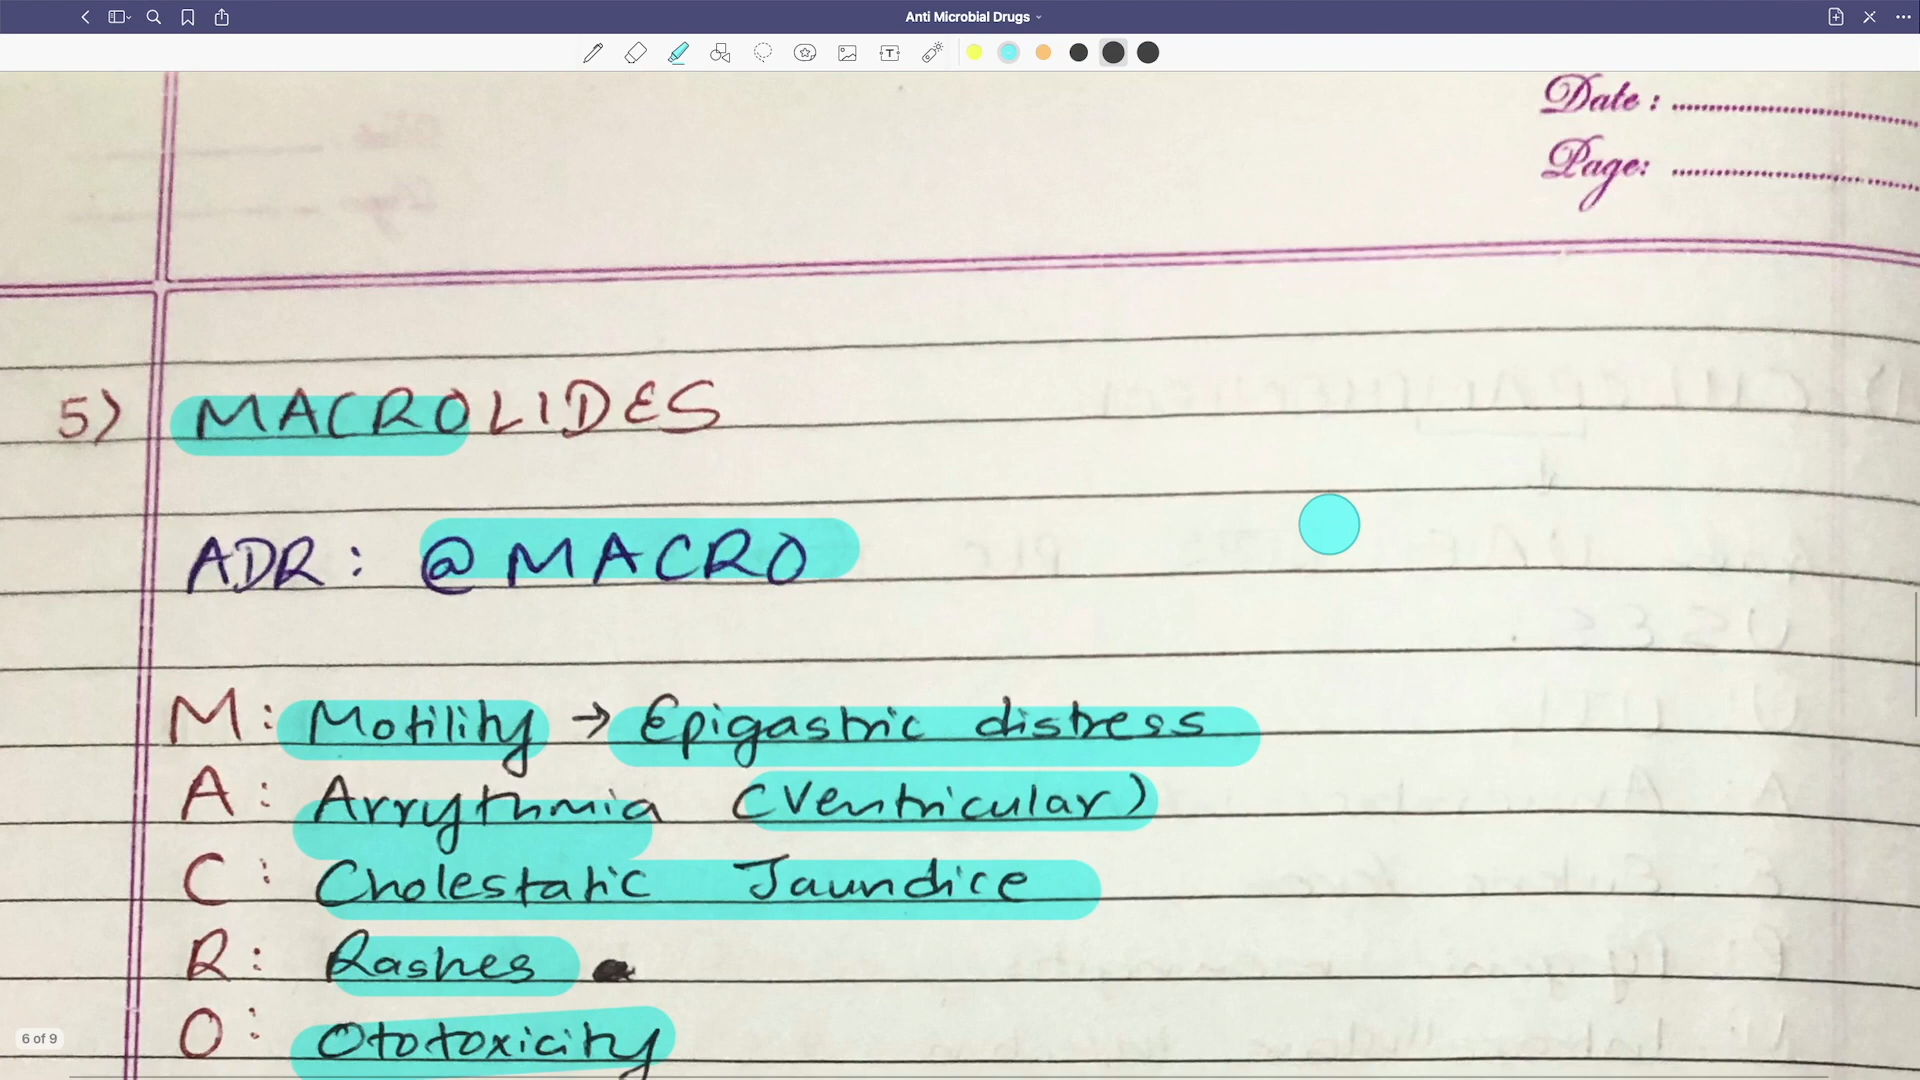 Anti Microbial Drugs
Date :
Page:
5) MACROLIDES
ADR : @ MACRO
M : Motility → Epigastric distress
A : Arrythmia (Ventricular)
C : Cholestatic Jaundice
R : Rashes
O : Ototoxicity
6 of 9